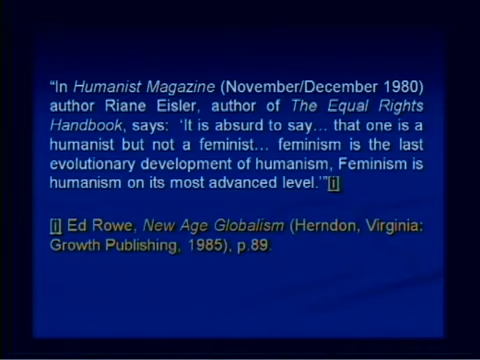 “In Humanist Magazine (November/December 1980)
author Riane Eisler, author of The Equal Rights
Handbook, says: ‘It is absurd to say… that one is a
humanist but not a feminist… feminism is the last
evolutionary development of humanism, Feminism is
humanism on its most advanced level.’”[i]
[i] Ed Rowe, New Age Globalism (Herndon, Virginia:
Growth Publishing, 1985), p.89.